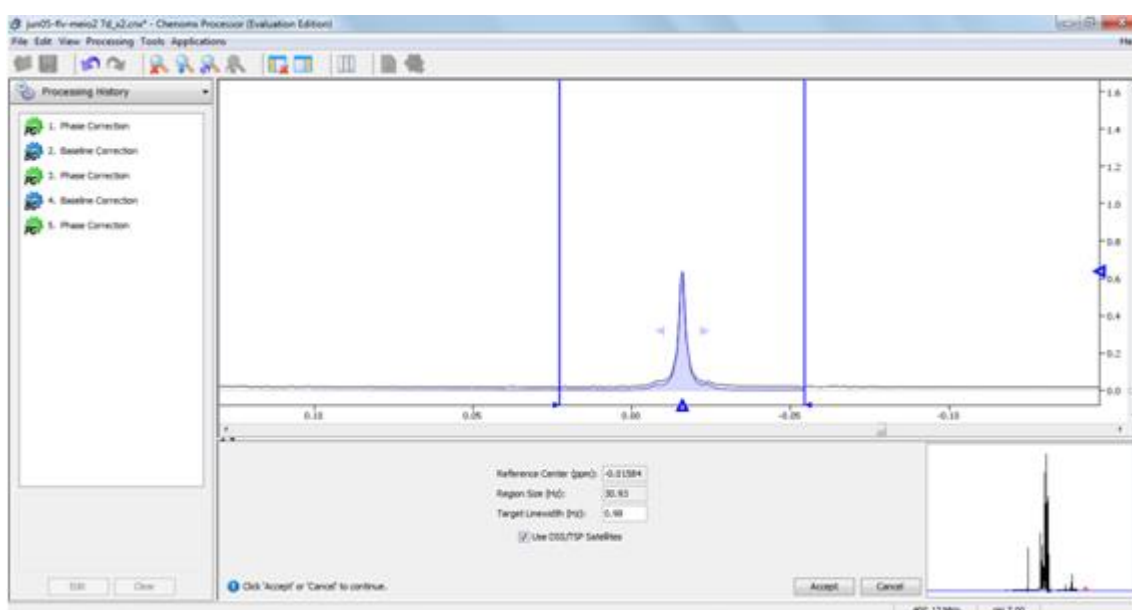 jun05-flv-meio2 7d_x2.cnx* - Chenomx Processor (Evaluation Edition)
File Edit View Processing Tools Applications
Processing History
1. Phase Correction
2. Baseline Correction
3. Phase Correction
4. Baseline Correction
5. Phase Correction
1.6
1.4
1.2
1.0
0.8
0.6
0.4
0.2
0.0
0.10 0.05 0.00 -0.05 -0.10
Reference Center (ppm): -0.01584
Region Size (Hz): 30.93
Target Linewidth (Hz): 0.98
Use DSS/TSP Satellites
Edit Clear
Click 'Accept' or 'Cancel' to continue.
Accept Cancel